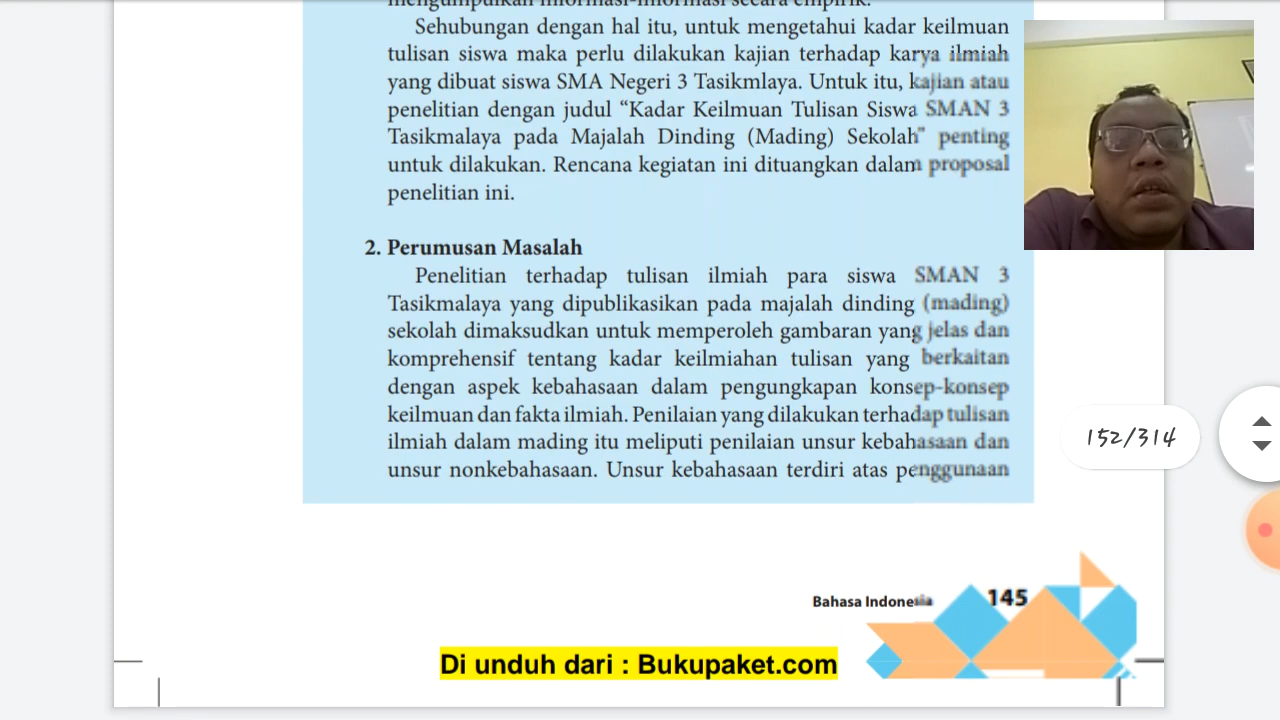 mengumpulkan informasi-informasi secara empirik.
Sehubungan dengan hal itu, untuk mengetahui kadar keilmuan
tulisan siswa maka perlu dilakukan kajian terhadap karya ilmiah
yang dibuat siswa SMA Negeri 3 Tasikmlaya. Untuk itu, kajian atau
penelitian dengan judul “Kadar Keilmuan Tulisan Siswa SMAN 3
Tasikmalaya pada Majalah Dinding (Mading) Sekolah” penting
untuk dilakukan. Rencana kegiatan ini dituangkan dalam proposal
penelitian ini.
2. Perumusan Masalah
Penelitian terhadap tulisan ilmiah para siswa SMAN 3
Tasikmalaya yang dipublikasikan pada majalah dinding (mading)
sekolah dimaksudkan untuk memperoleh gambaran yang jelas dan
komprehensif tentang kadar keilmiahan tulisan yang berkaitan
dengan aspek kebahasaan dalam pengungkapan konsep-konsep
keilmuan dan fakta ilmiah. Penilaian yang dilakukan terhadap tulisan
ilmiah dalam mading itu meliputi penilaian unsur kebahasaan dan
unsur nonkebahasaan. Unsur kebahasaan terdiri atas penggunaan
152/314
Bahasa Indonesia 145
Di unduh dari : Bukupaket.com